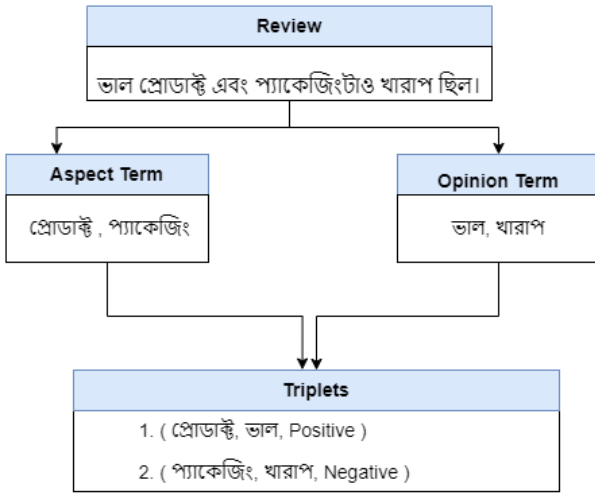 Review
ভাল প্রোডাক্ট এবং প্যাকেজিংটাও খারাপ ছিল।
Aspect Term
Opinion Term
প্রোডাক্ট , প্যাকেজিং
ভাল, খারাপ
Triplets
1. ( প্রোডাক্ট, ভাল, Positive )
2. ( প্যাকেজিং, খারাপ, Negative )